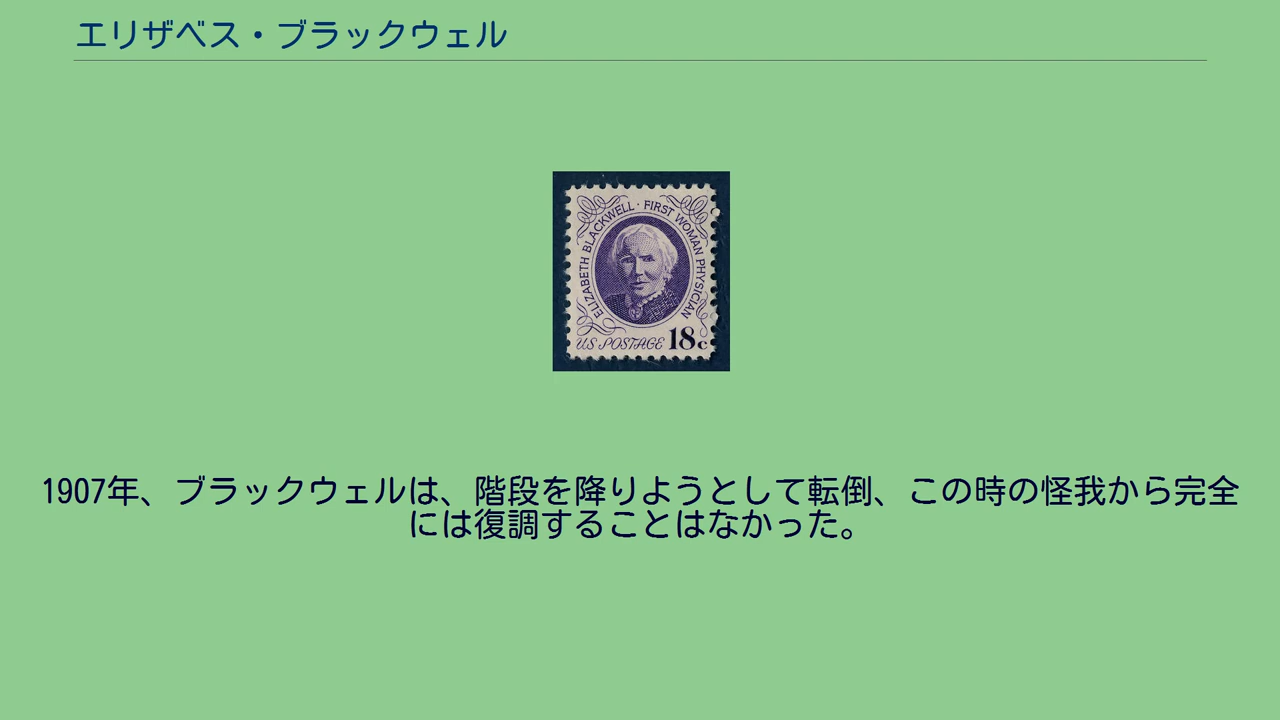 エリザベス・ブラックウェル
ELIZABETH BLACKWELL · FIRST WOMAN PHYSICIAN
US POSTAGE 18c
1907年、ブラックウェルは、階段を降りようとして転倒、この時の怪我から完全
には復調することはなかった。